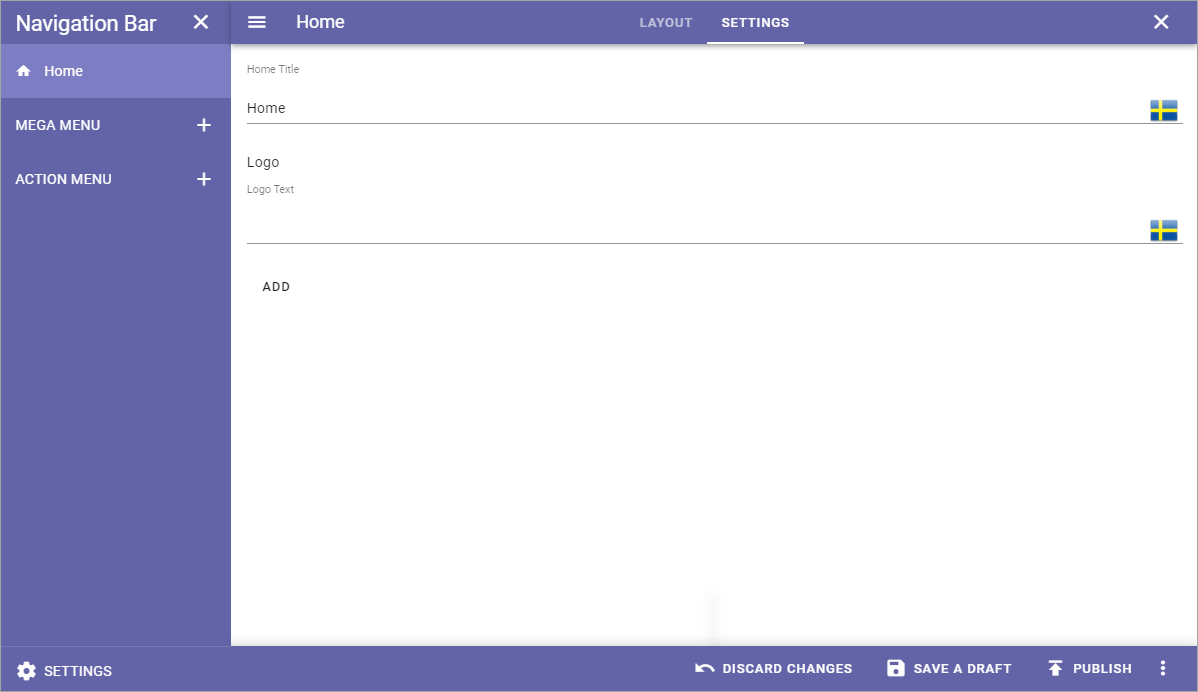 Navigation Bar
Home
LAYOUT
SETTINGS
Home
MEGA MENU
ACTION MENU
Home Title
Home
Logo
Logo Text
ADD
SETTINGS
DISCARD CHANGES
SAVE A DRAFT
PUBLISH